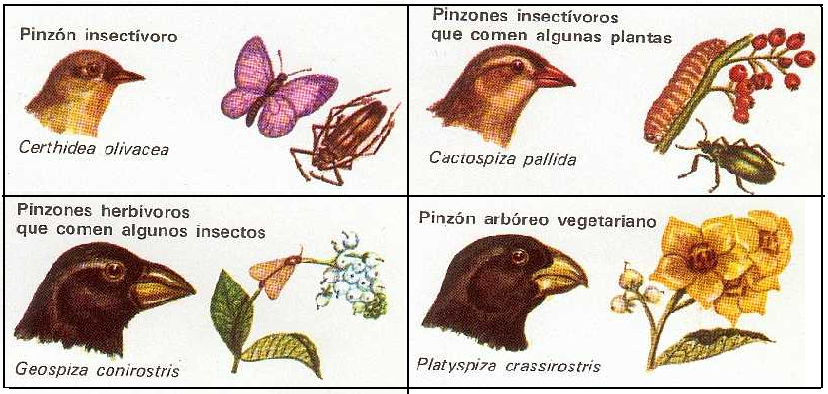 Pinzón insectívoro
Certhidea olivacea
Pinzones insectívoros
que comen algunas plantas
Cactospiza pallida
Pinzones herbívoros
que comen algunos insectos
Geospiza conirostris
Pinzón arbóreo vegetariano
Platyspiza crassirostris